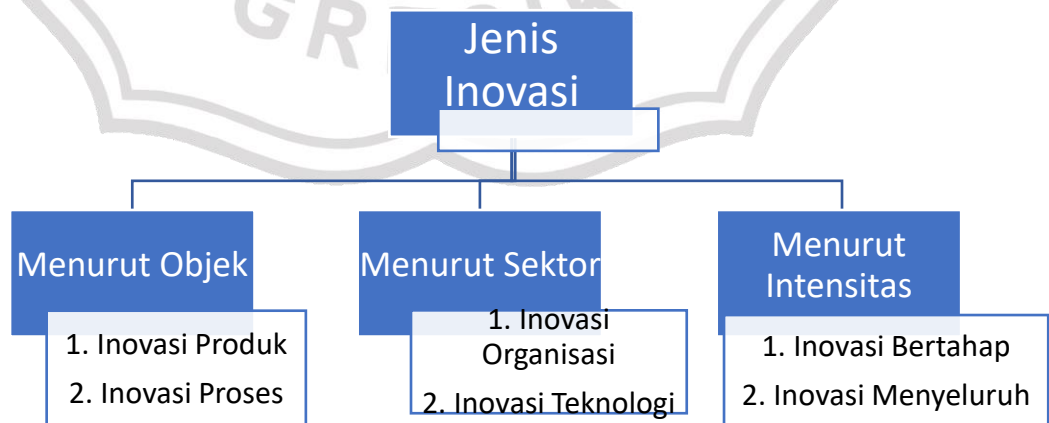 Jenis
Inovasi
Menurut Objek
1. Inovasi Produk
2. Inovasi Proses
Menurut Sektor
1. Inovasi
Organisasi
2. Inovasi Teknologi
Menurut
Intensitas
1. Inovasi Bertahap
2. Inovasi Menyeluruh